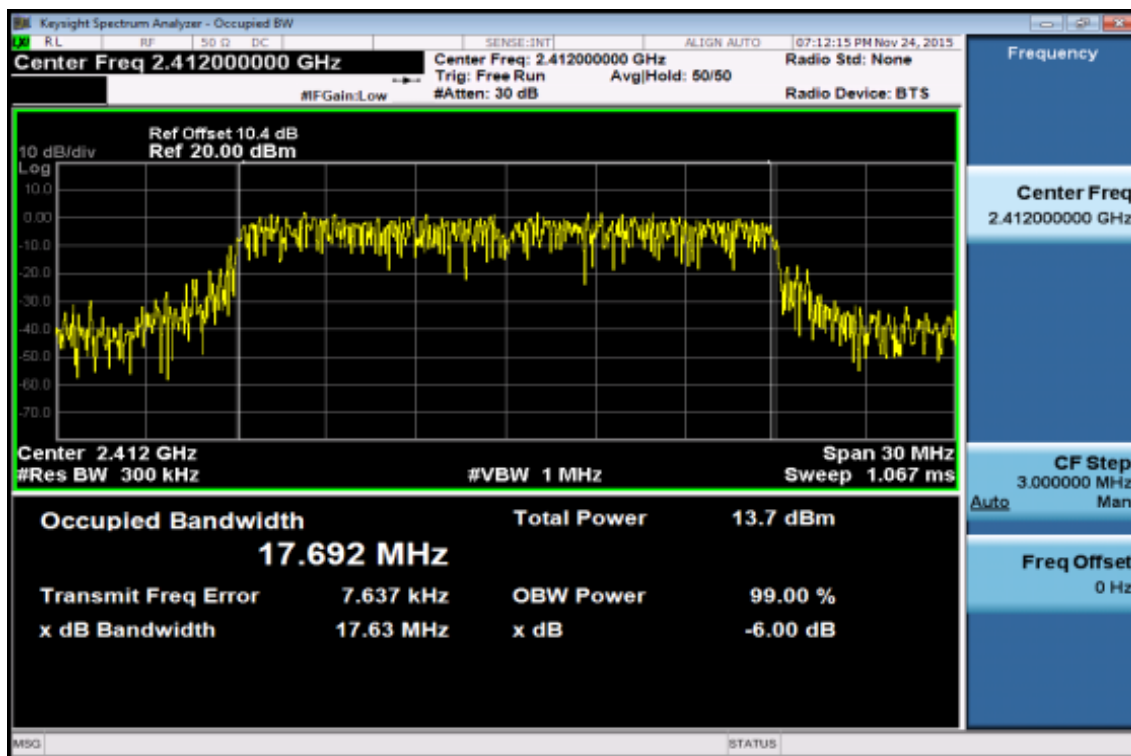 Keysight Spectrum Analyzer - Occupied BW
LXI RL RF 50 Ω DC SENSE:INT ALIGN AUTO 07:12:15 PM Nov 24, 2015
Center Freq 2.412000000 GHz Center Freq: 2.412000000 GHz Radio Std: None
Trig: Free Run Avg|Hold: 50/50
#IFGain:Low #Atten: 30 dB Radio Device: BTS
Ref Offset 10.4 dB
10 dB/div Ref 20.00 dBm
Log
10.0
0.00
-10.0
-20.0
-30.0
-40.0
-50.0
-60.0
-70.0
Center 2.412 GHz Span 30 MHz
#Res BW 300 kHz #VBW 1 MHz Sweep 1.067 ms
Occupied Bandwidth Total Power 13.7 dBm
17.692 MHz
Transmit Freq Error 7.637 kHz OBW Power 99.00 %
x dB Bandwidth 17.63 MHz x dB -6.00 dB
MSG STATUS
Frequency
Center Freq
2.412000000 GHz
CF Step
3.000000 MHz
Auto Man
Freq Offset
0 Hz